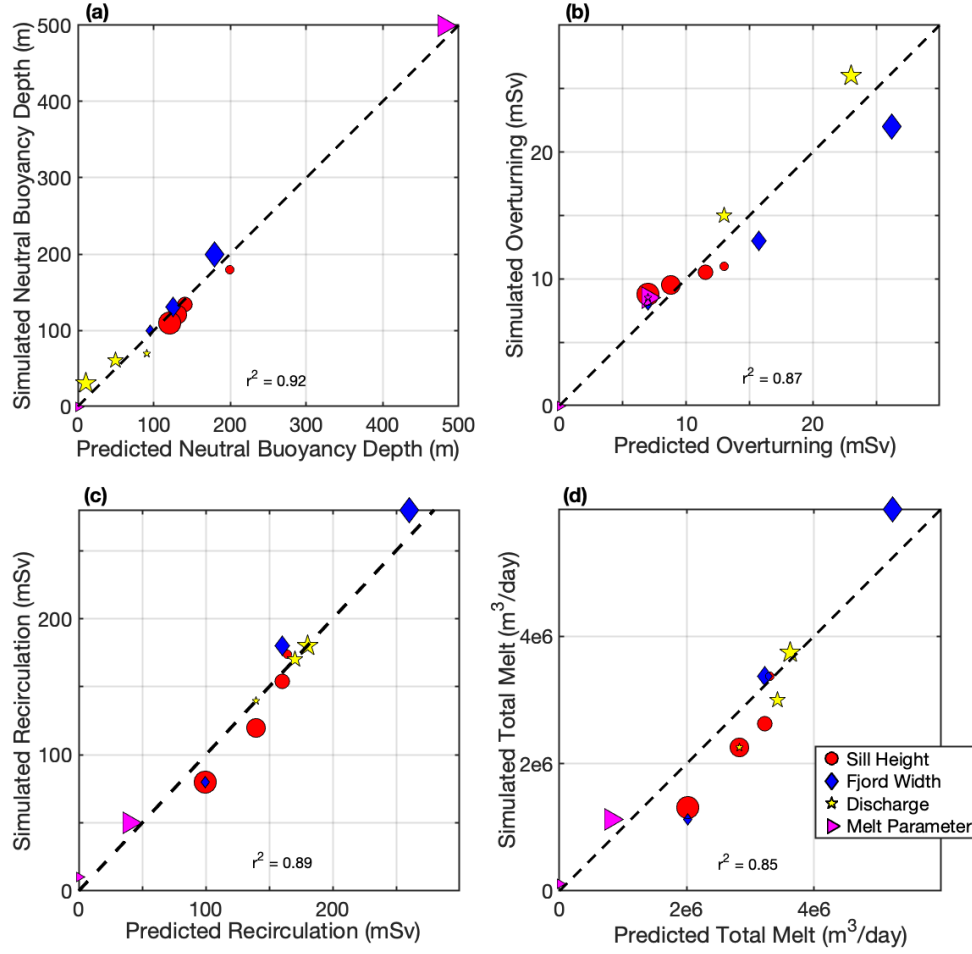 (a)
500
400
300
200
100
0
0
100
200
300
400
500
Simulated Neutral Buoyancy Depth (m)
Predicted Neutral Buoyancy Depth (m)
r² = 0.92
(b)
20
10
0
0
10
20
Simulated Overturning (mSv)
Predicted Overturning (mSv)
r² = 0.87
(c)
200
100
0
0
100
200
Simulated Recirculation (mSv)
Predicted Recirculation (mSv)
r² = 0.89
(d)
4e6
2e6
0
0
2e6
4e6
Simulated Total Melt (m³/day)
Predicted Total Melt (m³/day)
r² = 0.85
Sill Height
Fjord Width
Discharge
Melt Parameter